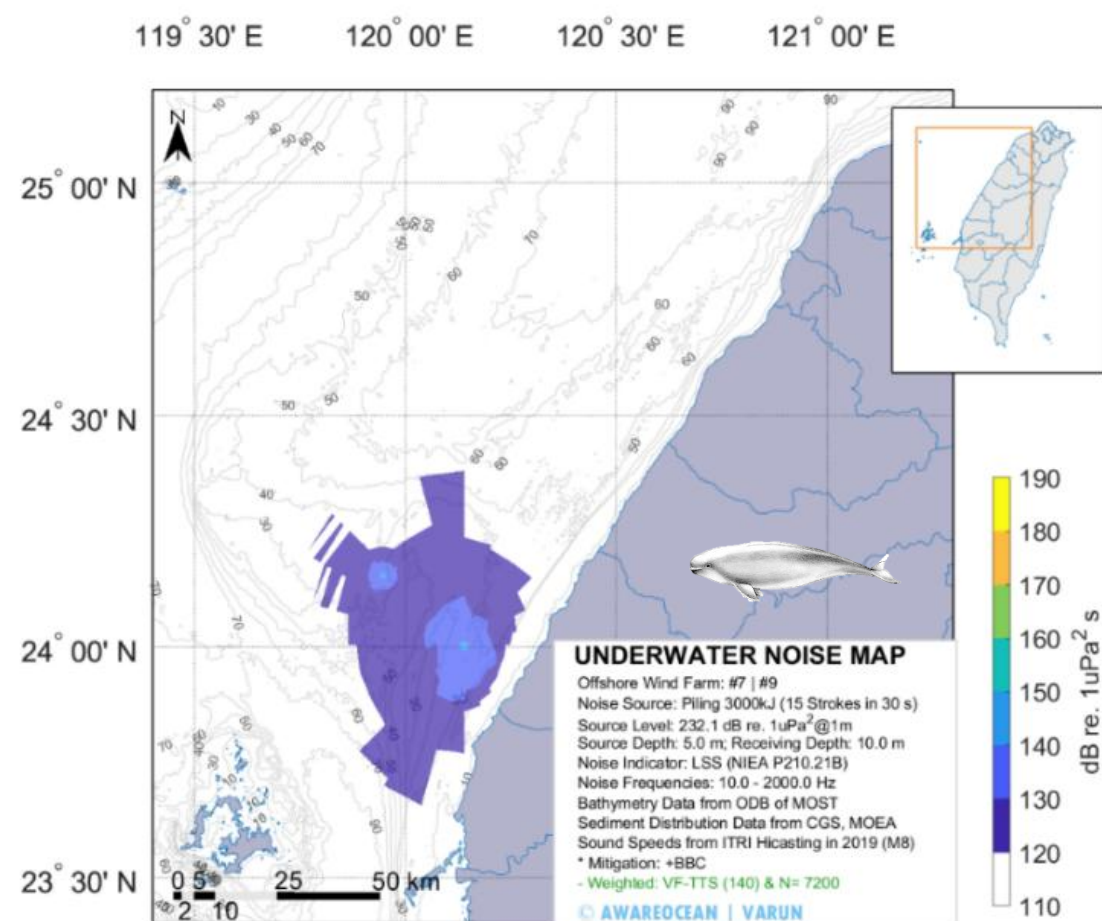 119° 30' E 120° 00' E 120° 30' E 121° 00' E
N
25° 00' N
24° 30' N
24° 00' N
23° 30' N
190
180
170
160
150
140
130
120
110
dB re. 1uPa² s
UNDERWATER NOISE MAP
Offshore Wind Farm: #7 | #9
Noise Source: Piling 3000kJ (15 Strokes in 30 s)
Source Level: 232.1 dB re. 1uPa²@1m
Source Depth: 5.0 m; Receiving Depth: 10.0 m
Noise Indicator: LSS (NIEA P210.21B)
Noise Frequencies: 10.0 - 2000.0 Hz
Bathymetry Data from ODB of MOST
Sediment Distribution Data from CGS, MOEA
Sound Speeds from ITRI Hicasting in 2019 (M8)
* Mitigation: +BBC
- Weighted: VF-TTS (140) & N= 7200
© AWAREOCEAN | VARUN
0 5 25 50 km
2 10